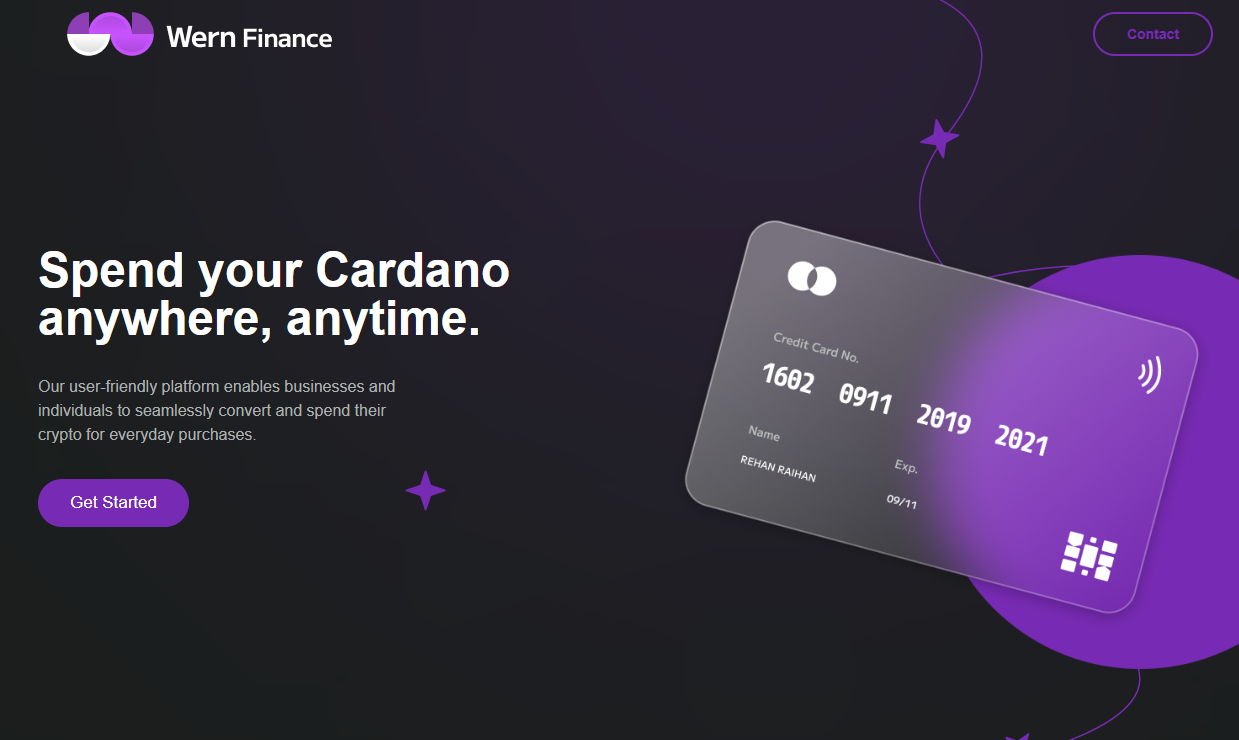 Wern Finance
Contact
Spend your Cardano
anywhere, anytime.
Our user-friendly platform enables businesses and
individuals to seamlessly convert and spend their
crypto for everyday purchases.
Get Started
Credit Card No.
1602 0911 2019 2021
Name
Exp.
REHAN RAIHAN
09/11